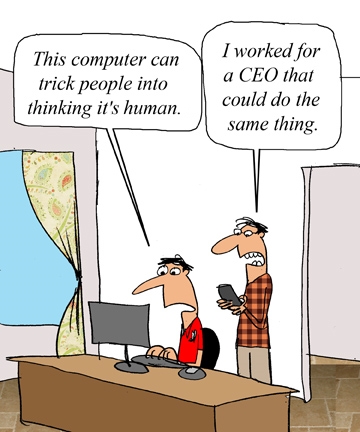 This computer can
trick people into
thinking it's human.
I worked for
a CEO that
could do the
same thing.